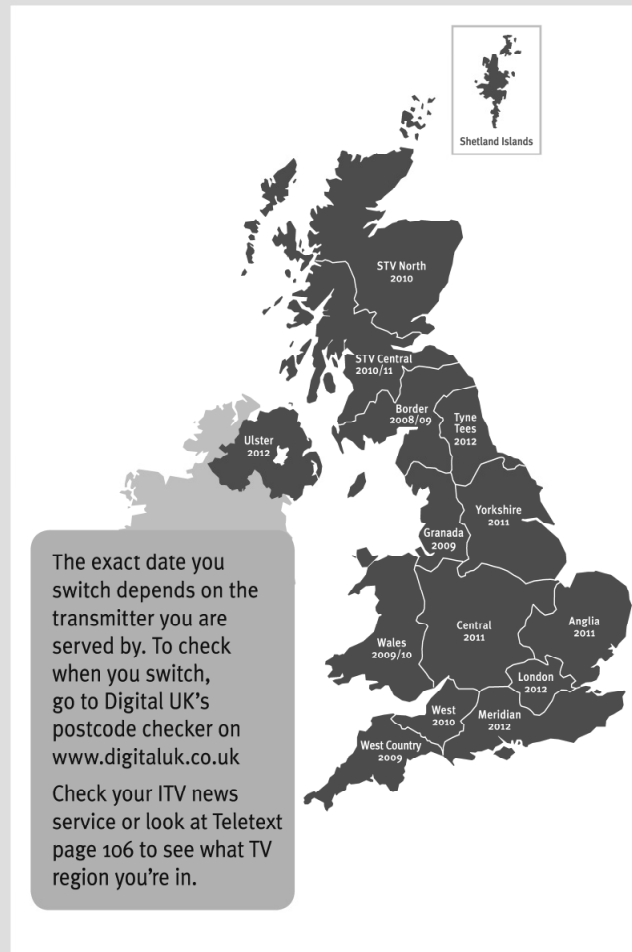 Shetland Islands
STV North
2010
STV Central
2010/11
Border
2008/09
Tyne
Tees
2012
Ulster
2012
Yorkshire
2011
Granada
2009
Central
2011
Anglia
2011
Wales
2009/10
London
2012
West
2010
Meridian
2012
West Country
2009
The exact date you
switch depends on the
transmitter you are
served by. To check
when you switch,
go to Digital UK's
postcode checker on
www.digitaluk.co.uk
Check your ITV news
service or look at Teletext
page 106 to see what TV
region you're in.